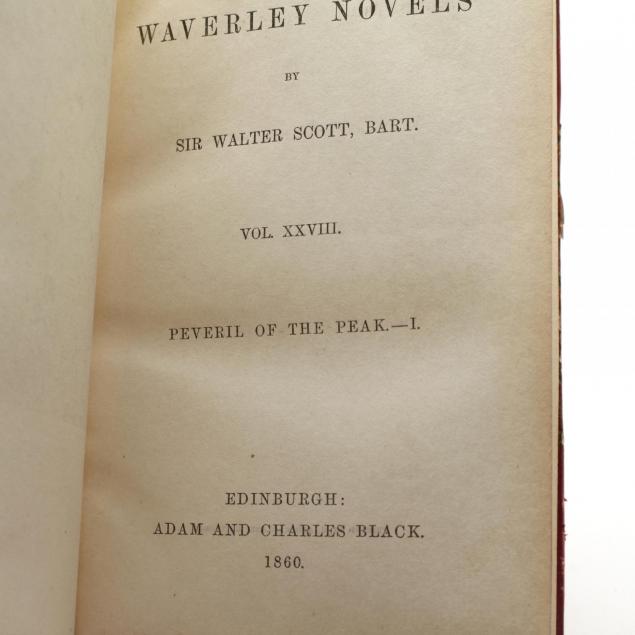 WAVERLEY NOVELS
BY
SIR WALTER SCOTT, BART.
VOL. XXVIII.
PEVERIL OF THE PEAK.—I.
EDINBURGH:
ADAM AND CHARLES BLACK.
1860.